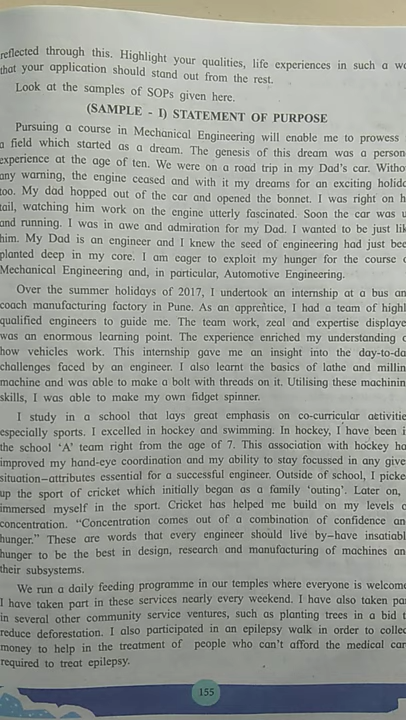 reflected through this. Highlight your qualities, life experiences in such a
that your application should stand out from the rest.
Look at the samples of SOPs given here.
(SAMPLE - I) STATEMENT OF PURPOSE
Pursuing a course in Mechanical Engineering will enable me to prowess
a field which started as a dream. The genesis of this dream was a person
experience at the age of ten. We were on a road trip in my Dad's car. Witho
any warning, the engine ceased and with it my dreams for an exciting holida
too. My dad hopped out of the car and opened the bonnet. I was right on h
tail, watching him work on the engine utterly fascinated. Soon the car was u
and running. I was in awe and admiration for my Dad. I wanted to be just lik
him. My Dad is an engineer and I knew the seed of engineering had just bee
planted deep in my core. I am eager to exploit my hunger for the course
Mechanical Engineering and, in particular, Automotive Engineering.
Over the summer holidays of 2017, I undertook an internship at a bus an
coach manufacturing factory in Pune. As an apprentice, I had a team of highl
qualified engineers to guide me. The team work, zeal and expertise displaye
was an enormous learning point. The experience enriched my understanding
how vehicles work. This internship gave me an insight into the day-to-da
challenges faced by an engineer. I also learnt the basics of lathe and millin
machine and was able to make a bolt with threads on it. Utilising these machinin
skills, I was able to make my own fidget spinner.
I study in a school that lays great emphasis on co-curricular activitie
especially sports. I excelled in hockey and swimming. In hockey, I have been i
the school 'A' team right from the age of 7. This association with hockey ha
improved my hand-eye coordination and my ability to stay focussed in any give
situation–attributes essential for a successful engineer. Outside of school, I picke
up the sport of cricket which initially began as a family 'outing'. Later on,
immersed myself in the sport. Cricket has helped me build on my levels
concentration. "Concentration comes out of a combination of confidence an
hunger." These are words that every engineer should live by–have insatiabl
hunger to be the best in design, research and manufacturing of machines an
their subsystems.
We run a daily feeding programme in our temples where everyone is welcome
I have taken part in these services nearly every weekend. I have also taken pa
in several other community service ventures, such as planting trees in a bid t
reduce deforestation. I also participated in an epilepsy walk in order to collec
money to help in the treatment of people who can't afford the medical car
required to treat epilepsy.
155